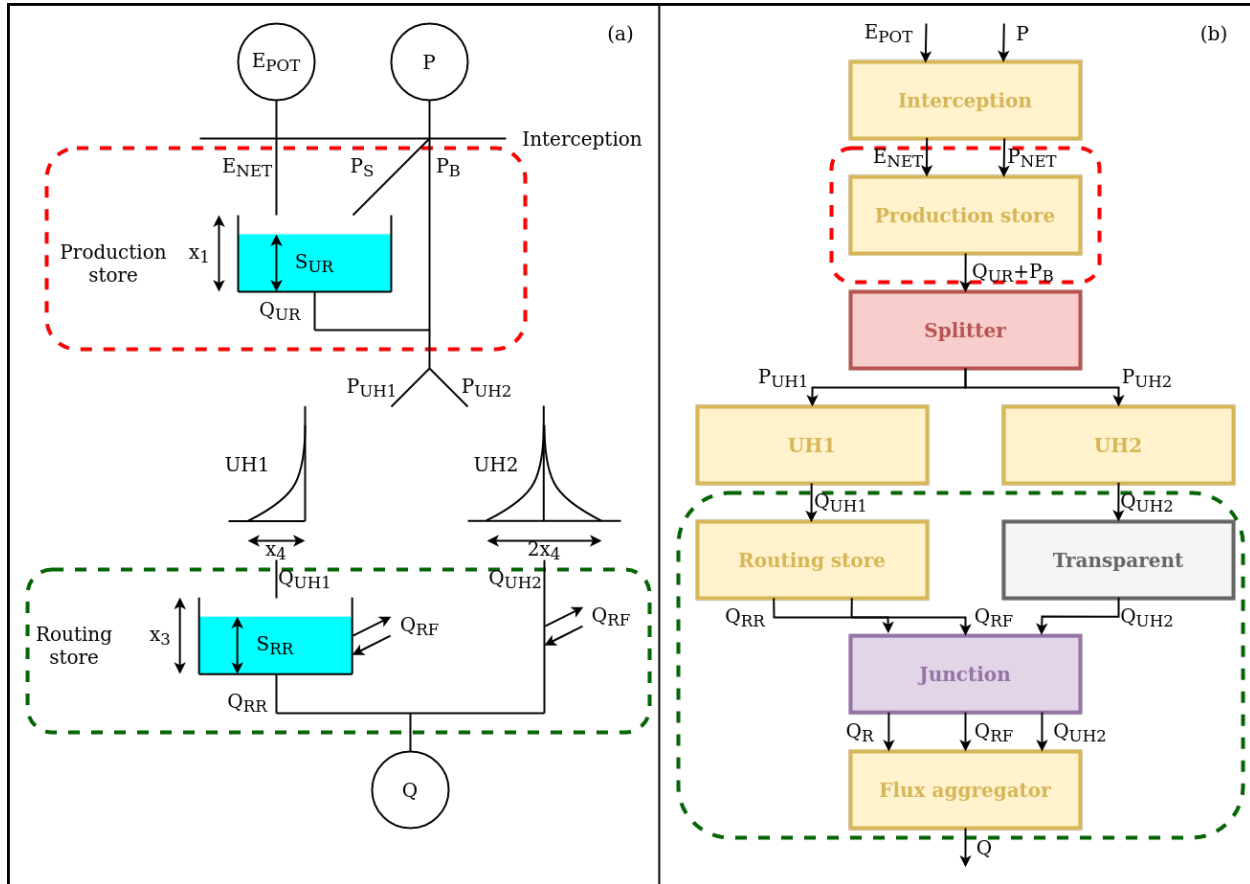 (a)
E_POT
P
Interception
E_NET
P_S
P_B
Production
store
x_1
S_UR
Q_UR
P_UH1
P_UH2
UH1
UH2
x_4
2x_4
Q_UH1
Q_UH2
Routing
store
x_3
S_RR
Q_RF
Q_RF
Q_RR
Q
(b)
E_POT
P
Interception
E_NET
P_NET
Production store
Q_UR+P_B
Splitter
P_UH1
P_UH2
UH1
UH2
Q_UH1
Q_UH2
Routing store
Transparent
Q_RR
Q_RF
Q_UH2
Junction
Q_R
Q_RF
Q_UH2
Flux aggregator
Q